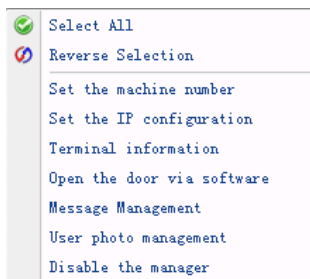 Select All
Reverse Selection
Set the machine number
Set the IP configuration
Terminal information
Open the door via software
Message Management
User photo management
Disable the manager